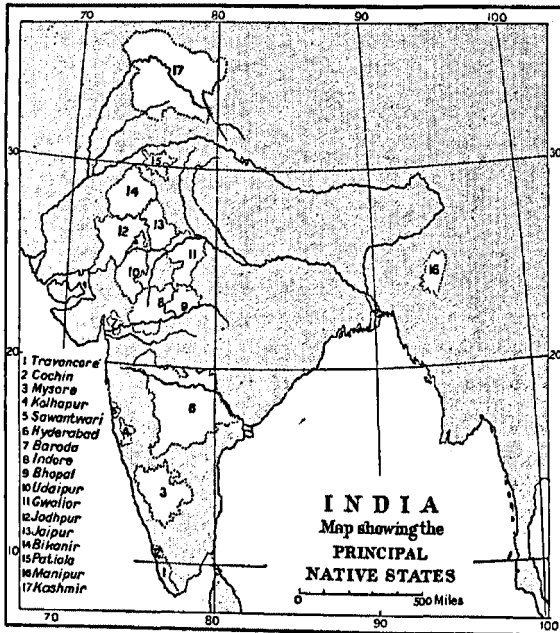 70 80 90 100
17
30 30
15
14
12 13
11
10
16
8 9
20 20
1 Travancore
2 Cochin
3 Mysore
4 Kolhapur
5 Sawantwari
6 Hyderabad
7 Baroda
8 Indore
9 Bhopal
10 Udaipur
11 Gwalior
12 Jodhpur
13 Jaipur
14 Bikanir
15 Patiala
16 Manipur
17 Kashmir
6
4
3
10 10
1
INDIA
Map showing the
PRINCIPAL
NATIVE STATES
0 500 Miles
70 80 90 100